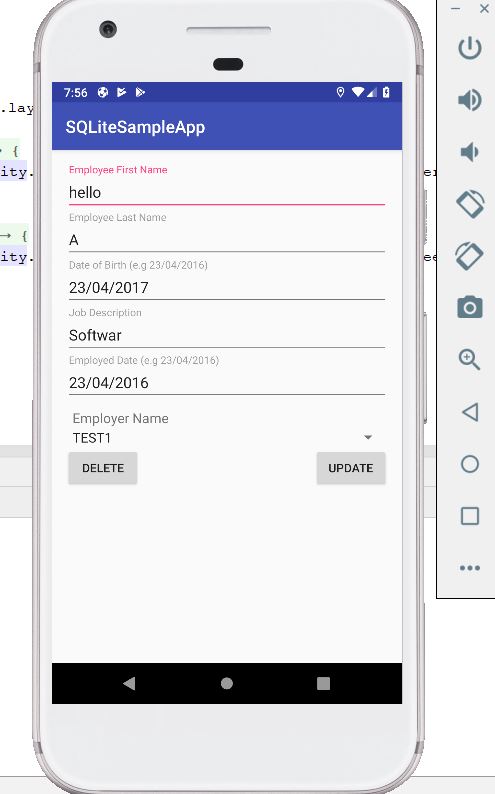 7:56
SQLiteSampleApp
Employee First Name
hello
Employee Last Name
A
Date of Birth (e.g 23/04/2016)
23/04/2017
Job Description
Softwar
Employed Date (e.g 23/04/2016)
23/04/2016
Employer Name
TEST1
DELETE
UPDATE
.lay
{
ity.
→ {
ity.